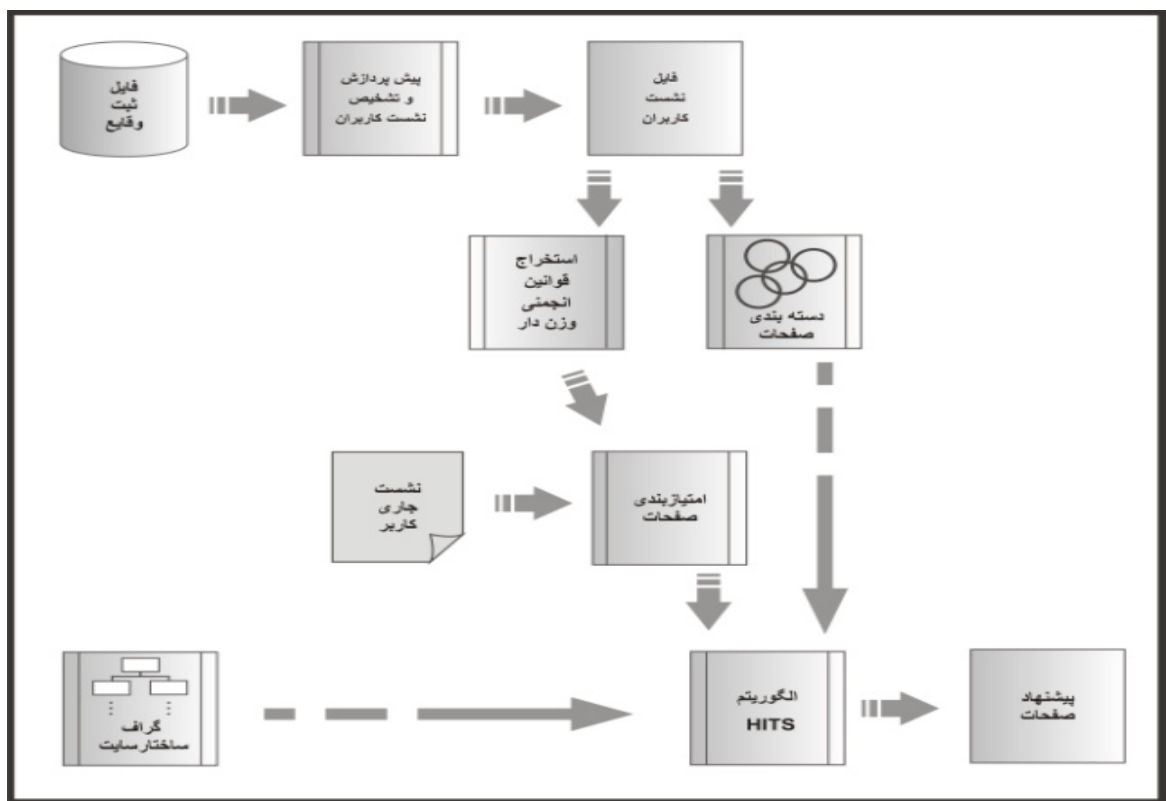 فایل
ثبت
وقایع
پیش پردازش
و تشخیص
نشست کاربران
فایل
نشست
کاربران
استخراج
قوانین
انجمنی
وزن دار
دسته بندی
صفحات
نشست
جاری
کاربر
امتیازبندی
صفحات
گراف
ساختارسایت
الگوریتم
HITS
پیشنهاد
صفحات